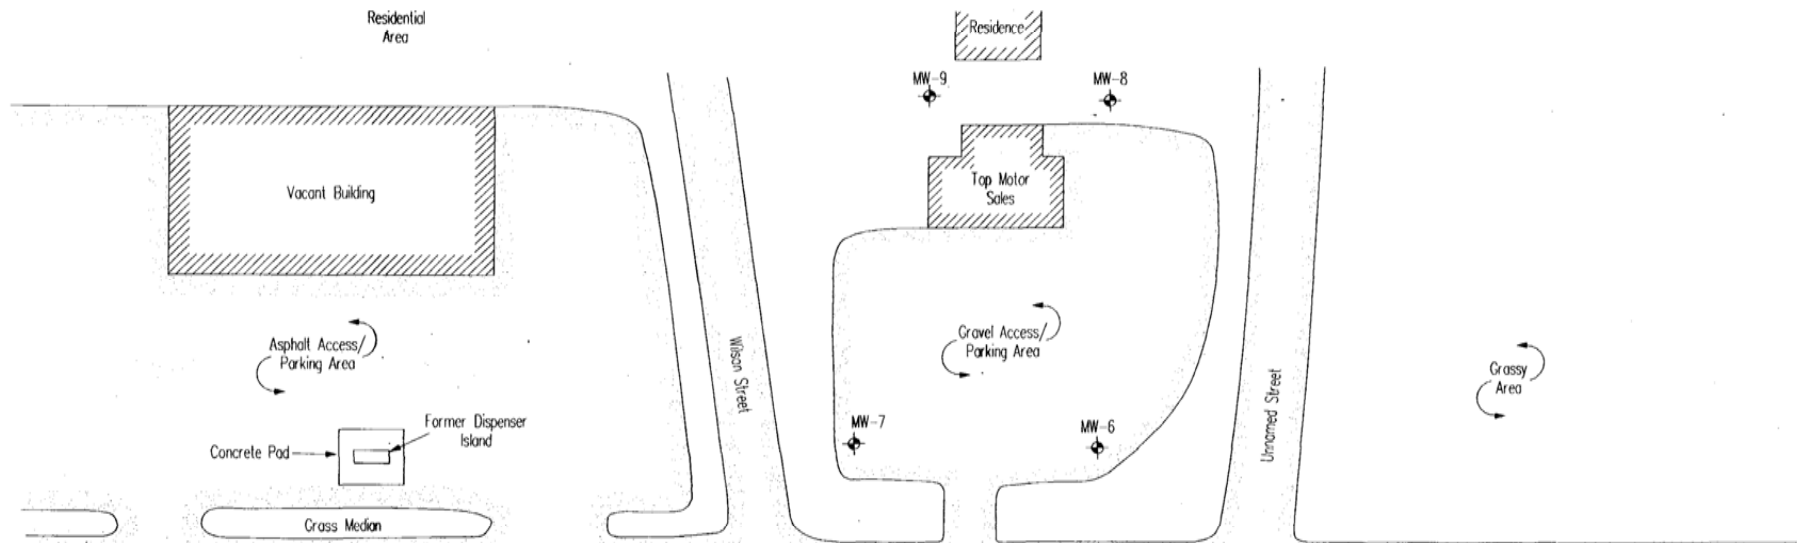 Residential
Area
Residence
MW-9
MW-8
Vacant Building
Top Motor
Sales
Asphalt Access/
Parking Area
Wilson Street
Gravel Access/
Parking Area
Unnamed Street
Grassy
Area
Former Dispenser
Island
Concrete Pad
MW-7
MW-6
Grass Median